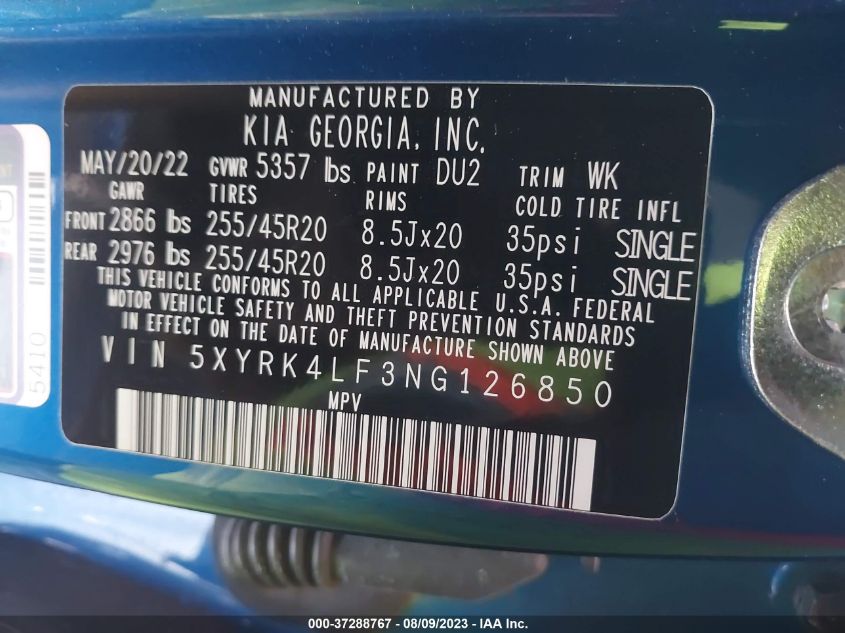 MANUFACTURED BY
KIA GEORGIA, INC.
MAY/20/22 GVWR 5357 lbs PAINT DU2 TRIM WK
GAWR TIRES RIMS COLD TIRE INFL
FRONT 2866 lbs 255/45R20 8.5Jx20 35psi SINGLE
REAR 2976 lbs 255/45R20 8.5Jx20 35psi SINGLE
THIS VEHICLE CONFORMS TO ALL APPLICABLE U.S.A. FEDERAL
MOTOR VEHICLE SAFETY AND THEFT PREVENTION STANDARDS
IN EFFECT ON THE DATE OF MANUFACTURE SHOWN ABOVE
VIN 5XYRK4LF3NG126850
MPV
5410
000-37288767 - 08/09/2023 - IAA Inc.